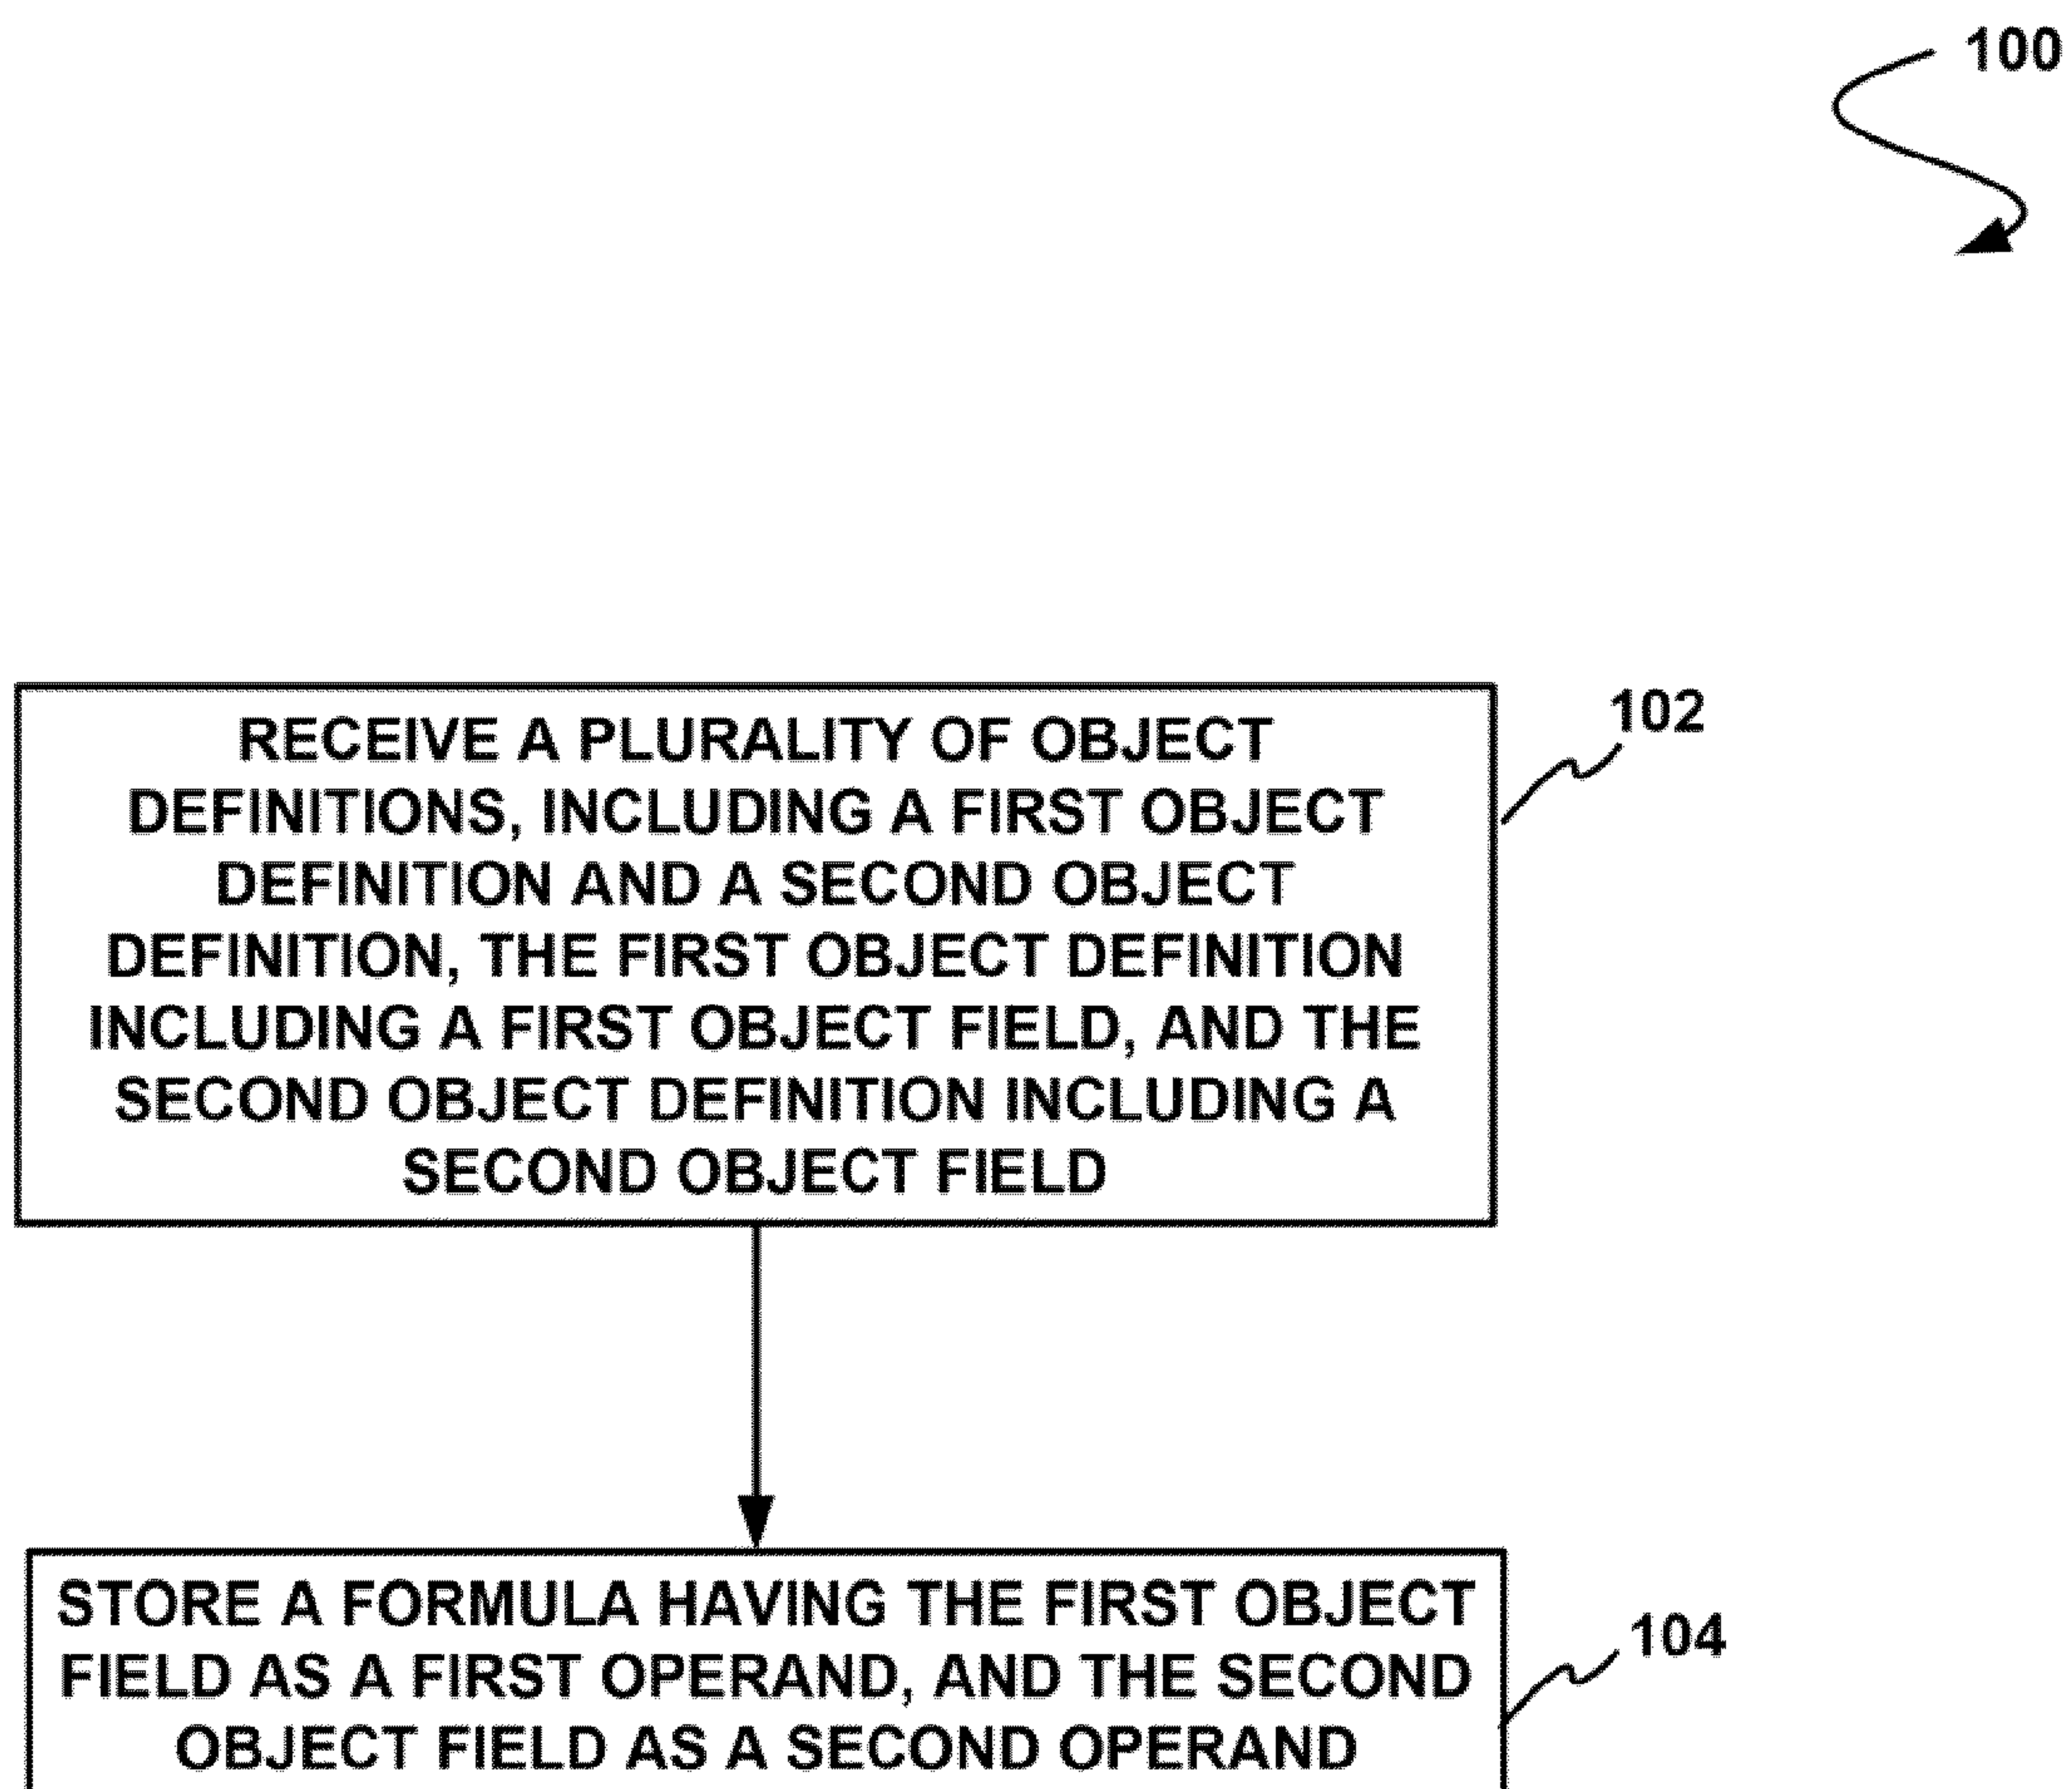 100
102
RECEIVE A PLURALITY OF OBJECT
DEFINITIONS, INCLUDING A FIRST OBJECT
DEFINITION AND A SECOND OBJECT
DEFINITION, THE FIRST OBJECT DEFINITION
INCLUDING A FIRST OBJECT FIELD, AND THE
SECOND OBJECT DEFINITION INCLUDING A
SECOND OBJECT FIELD
104
STORE A FORMULA HAVING THE FIRST OBJECT
FIELD AS A FIRST OPERAND, AND THE SECOND
OBJECT FIELD AS A SECOND OPERAND